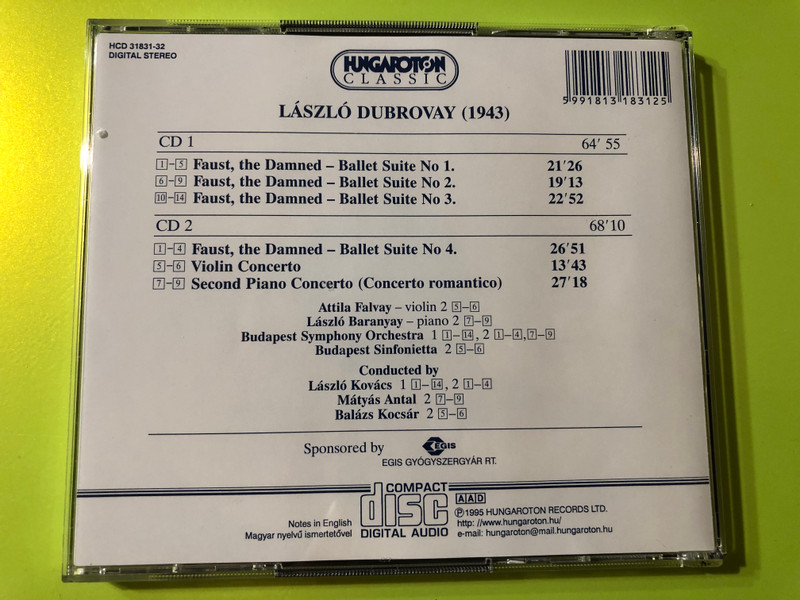 HCD 31831-32
DIGITAL STEREO
HUNGAROTON
CLASSIC
5 991813 183125
LÁSZLÓ DUBROVAY (1943)
CD 1 64' 55
1-5 Faust, the Damned – Ballet Suite No 1. 21'26
6-9 Faust, the Damned – Ballet Suite No 2. 19'13
10-14 Faust, the Damned – Ballet Suite No 3. 22'52
CD 2 68'10
1-4 Faust, the Damned – Ballet Suite No 4. 26'51
5-6 Violin Concerto 13'43
7-9 Second Piano Concerto (Concerto romantico) 27'18
Attila Falvay – violin 2 5-6
László Baranyay – piano 2 7-9
Budapest Symphony Orchestra 1 1-14, 2 1-4, 7-9
Budapest Sinfonietta 2 5-6
Conducted by
László Kovács 1 1-14, 2 1-4
Mátyás Antal 2 7-9
Balázs Kocsár 2 5-6
Sponsored by EGIS
EGIS GYÓGYSZERGYÁR RT.
Notes in English
Magyar nyelvű ismertetővel
COMPACT
disc
DIGITAL AUDIO
AAD
℗1995 HUNGAROTON RECORDS LTD.
http: //www.hungaroton.hu/
e-mail: hungaroton@mail.hungaroton.hu